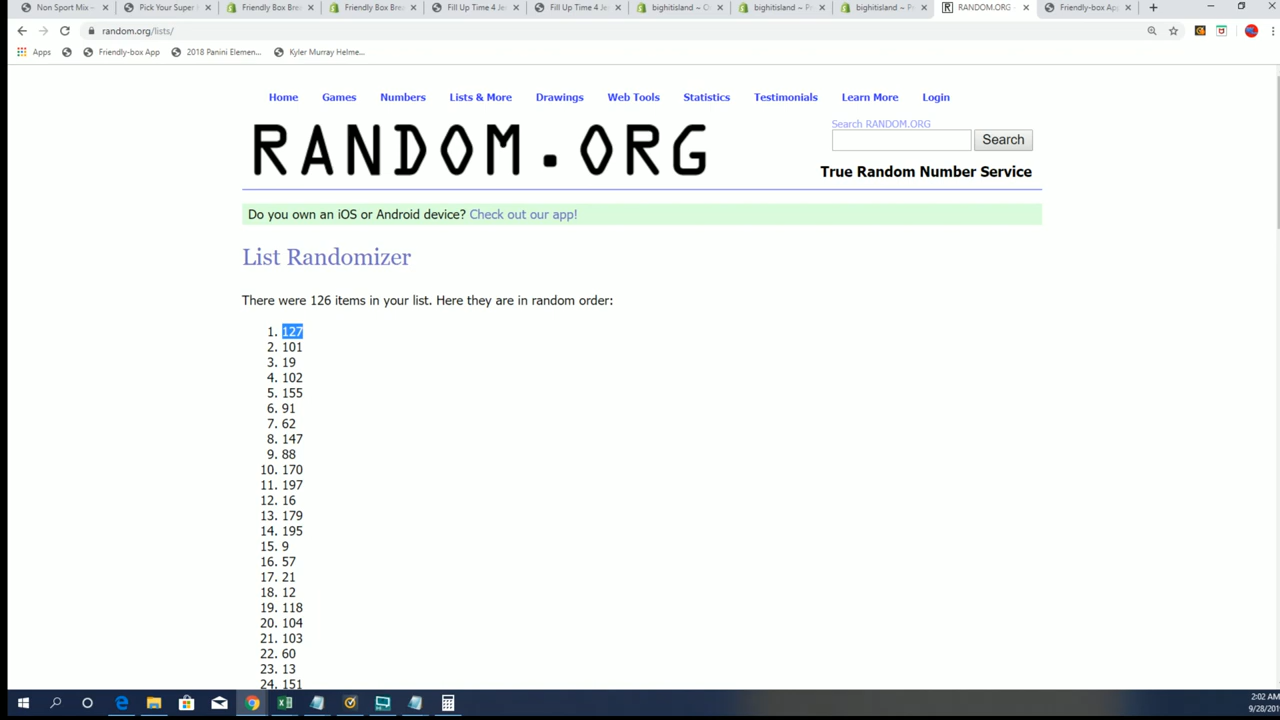 Non Sport Mix –
Pick Your Super
Friendly Box Bre
Friendly Box Brea
Fill Up Time 4 Je
Fill Up Time 4 Je
bighitisland ~ O
bighitisland ~ P
bighitisland ~ P
RANDOM.ORG -
Friendly-box Ap
random.org/lists/
Apps
Friendly-box App
2018 Panini Elemen...
Kyler Murray Helme...
Home Games Numbers Lists & More Drawings Web Tools Statistics Testimonials Learn More Login
RANDOM.ORG
Search RANDOM.ORG
Search
True Random Number Service
Do you own an iOS or Android device? Check out our app!
List Randomizer
There were 126 items in your list. Here they are in random order:
1. 127
2. 101
3. 19
4. 102
5. 155
6. 91
7. 62
8. 147
9. 88
10. 170
11. 197
12. 16
13. 179
14. 195
15. 9
16. 57
17. 21
18. 12
19. 118
20. 104
21. 103
22. 60
23. 13
24. 151
2:02 AM
9/28/201